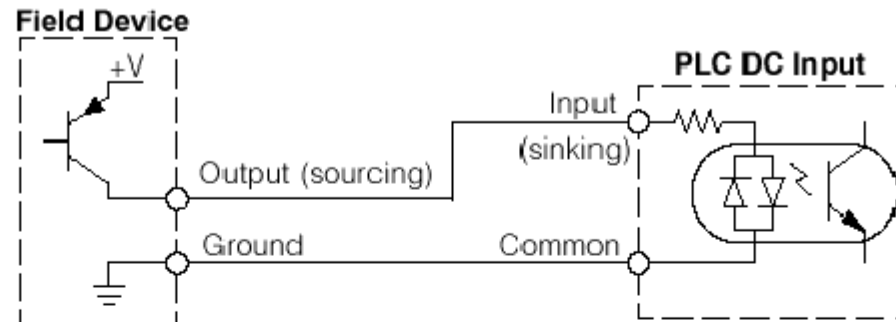 Field Device
+V
PLC DC Input
Input
(sinking)
Output (sourcing)
Ground
Common